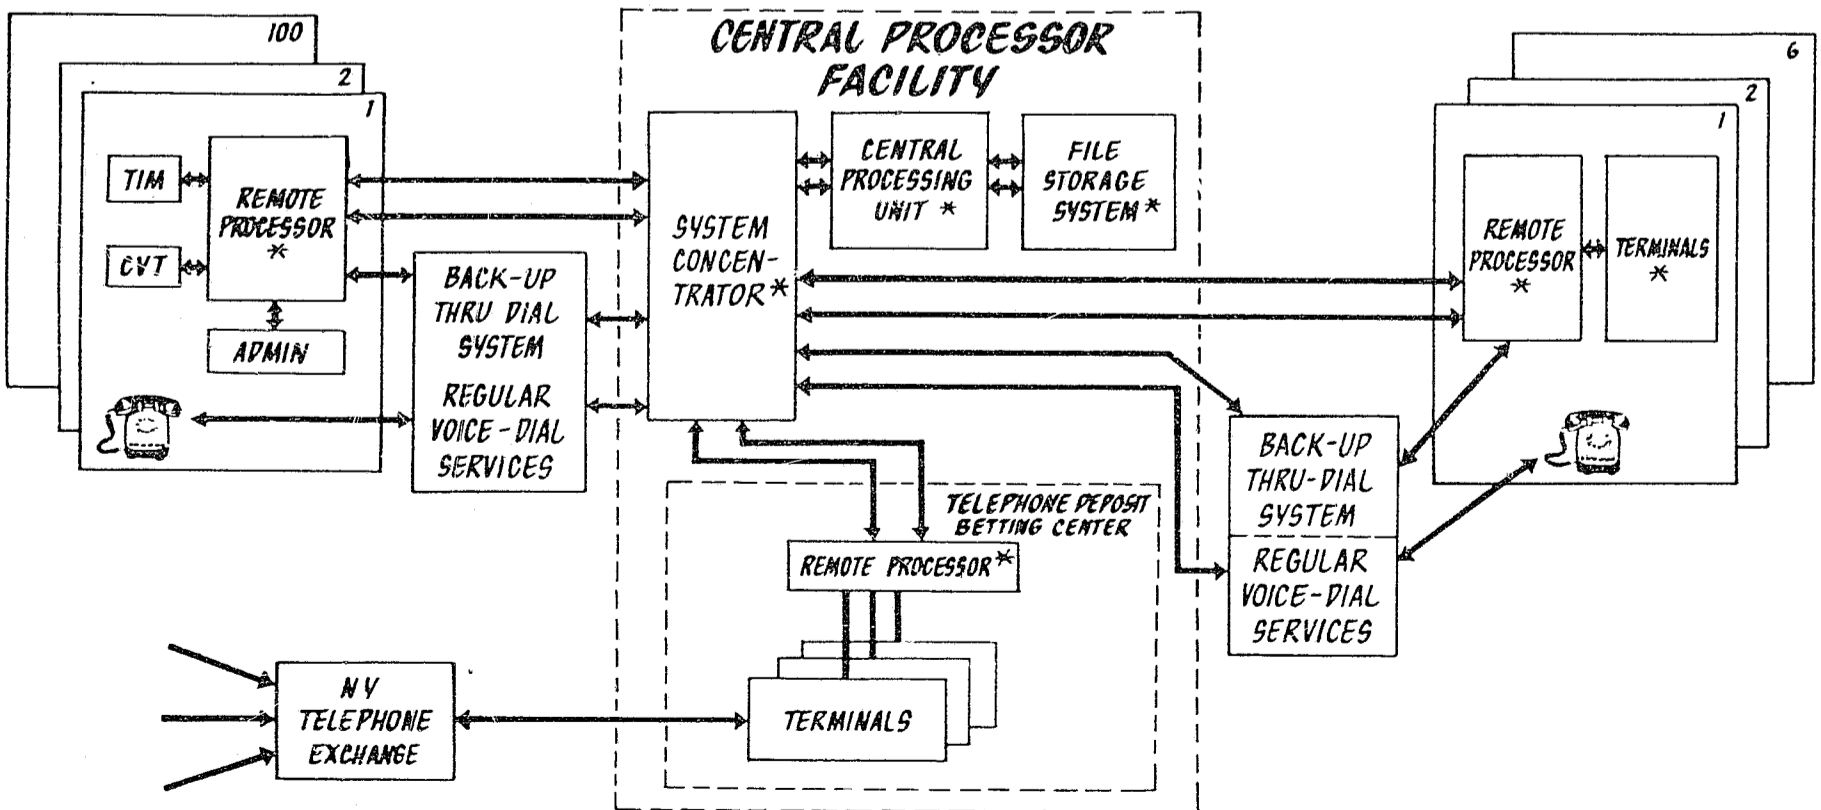 100
2
1
TIM
CVT
REMOTE
PROCESSOR
*
ADMIN
BACK-UP
THRU DIAL
SYSTEM
REGULAR
VOICE-DIAL
SERVICES
CENTRAL PROCESSOR
FACILITY
SYSTEM
CONCEN-
TRATOR*
CENTRAL
PROCESSING
UNIT *
FILE
STORAGE
SYSTEM*
TELEPHONE DEPOSIT
BETTING CENTER
REMOTE PROCESSOR*
TERMINALS
NY
TELEPHONE
EXCHANGE
6
2
1
REMOTE
PROCESSOR
*
TERMINALS
*
BACK-UP
THRU-DIAL
SYSTEM
REGULAR
VOICE-DIAL
SERVICES